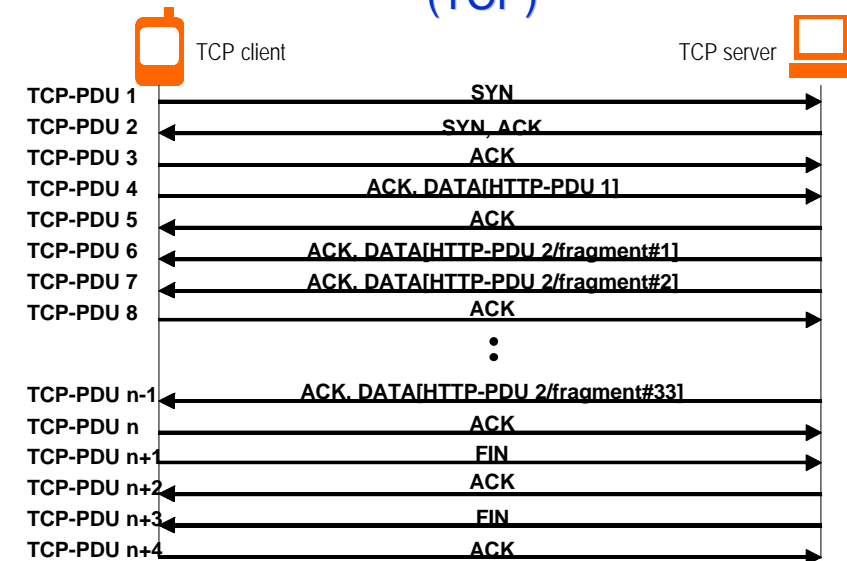 (TCP)
TCP client TCP server
TCP-PDU 1 SYN
TCP-PDU 2 SYN, ACK
TCP-PDU 3 ACK
TCP-PDU 4 ACK, DATA[HTTP-PDU 1]
TCP-PDU 5 ACK
TCP-PDU 6 ACK, DATA[HTTP-PDU 2/fragment#1]
TCP-PDU 7 ACK, DATA[HTTP-PDU 2/fragment#2]
TCP-PDU 8 ACK
TCP-PDU n-1 ACK, DATA[HTTP-PDU 2/fragment#33]
TCP-PDU n ACK
TCP-PDU n+1 FIN
TCP-PDU n+2 ACK
TCP-PDU n+3 FIN
TCP-PDU n+4 ACK